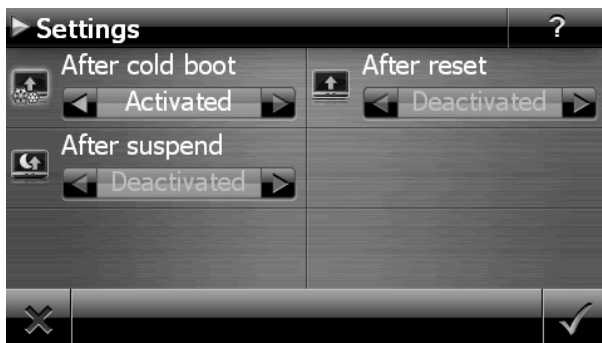 Settings
?
After cold boot
Activated
After reset
Deactivated
After suspend
Deactivated